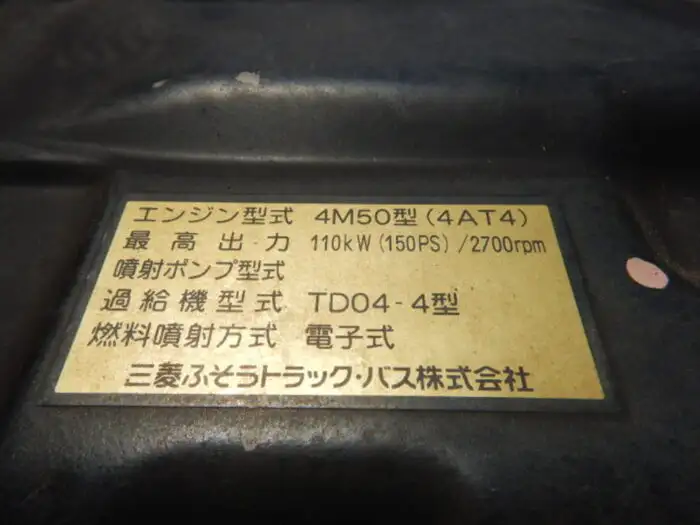 エンジン型式 4M50型(4AT4)
最高出力 110kW(150PS)/2700rpm
噴射ポンプ型式
過給機型式 TD04-4型
燃料噴射方式 電子式
三菱ふそうトラック・バス株式会社